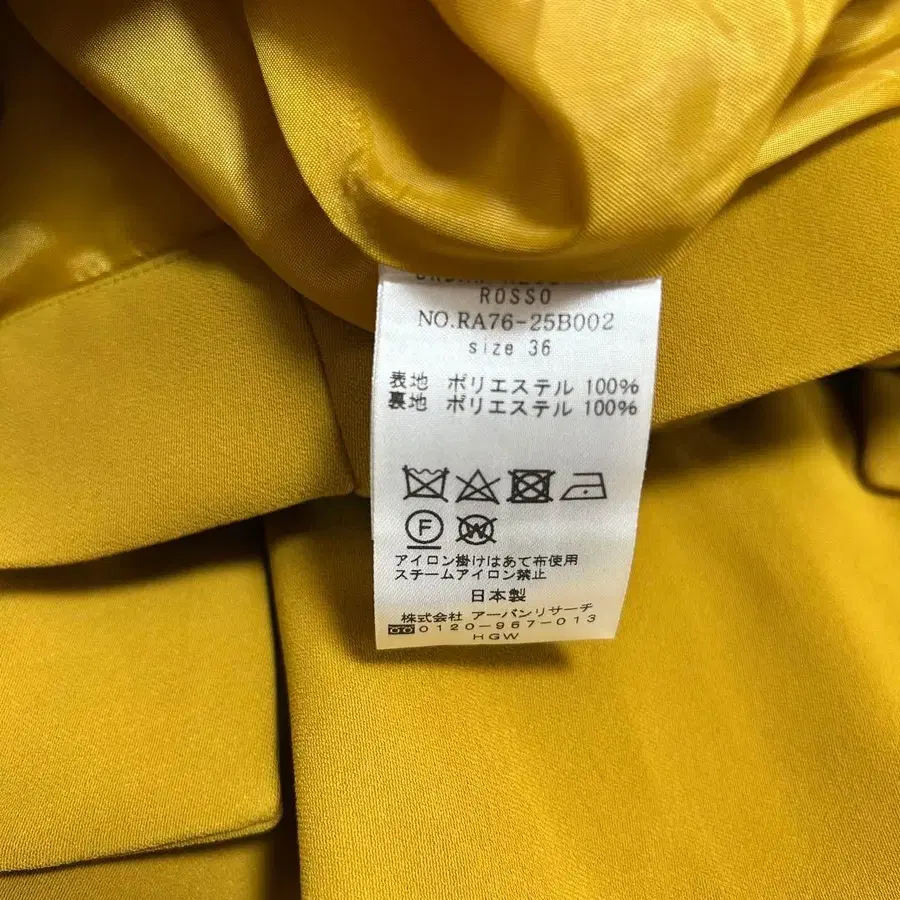 ROSSO
NO.RA76-25B002
size 36
表地 ポリエステル 100%
裏地 ポリエステル 100%
F
W
アイロン掛けはあて布使用
スチームアイロン禁止
日本製
株式会社 アーバンリサーチ
0120-967-013
HGW